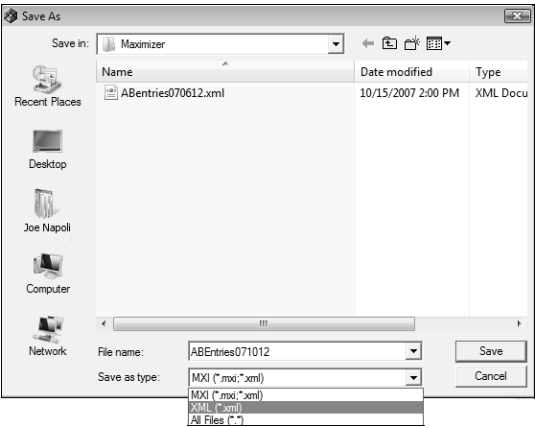 Save As
Save in:
Maximizer
Name
Date modified
Type
ABentries070612.xml
10/15/2007 2:00 PM
XML Docu
Recent Places
Desktop
Joe Napoli
Computer
Network
File name:
ABEntries071012
Save
Save as type:
MXI (*.mxi;*.xml)
Cancel
MXI (*.mxi;*.xml)
XML (*.xml)
All Files (*.*)